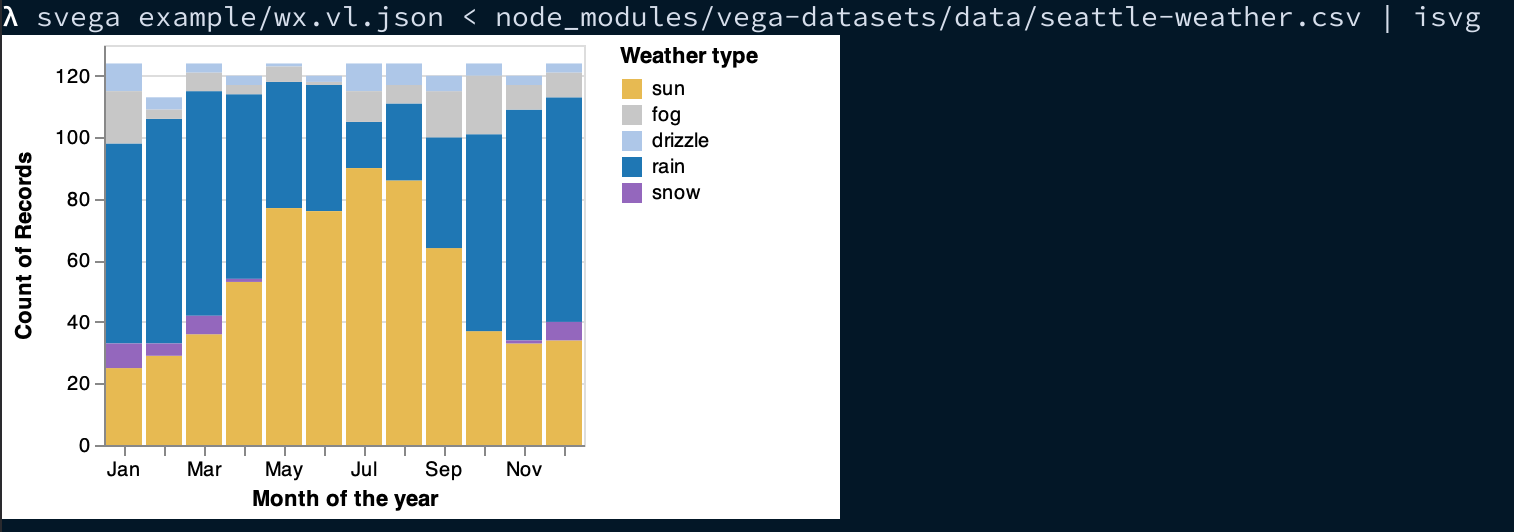 λ svega example/wx.vl.json < node_modules/vega-datasets/data/seattle-weather.csv | isvg
Weather type
sun
fog
drizzle
rain
snow
Count of Records
120
100
80
60
40
20
0
Jan Mar May Jul Sep Nov
Month of the year